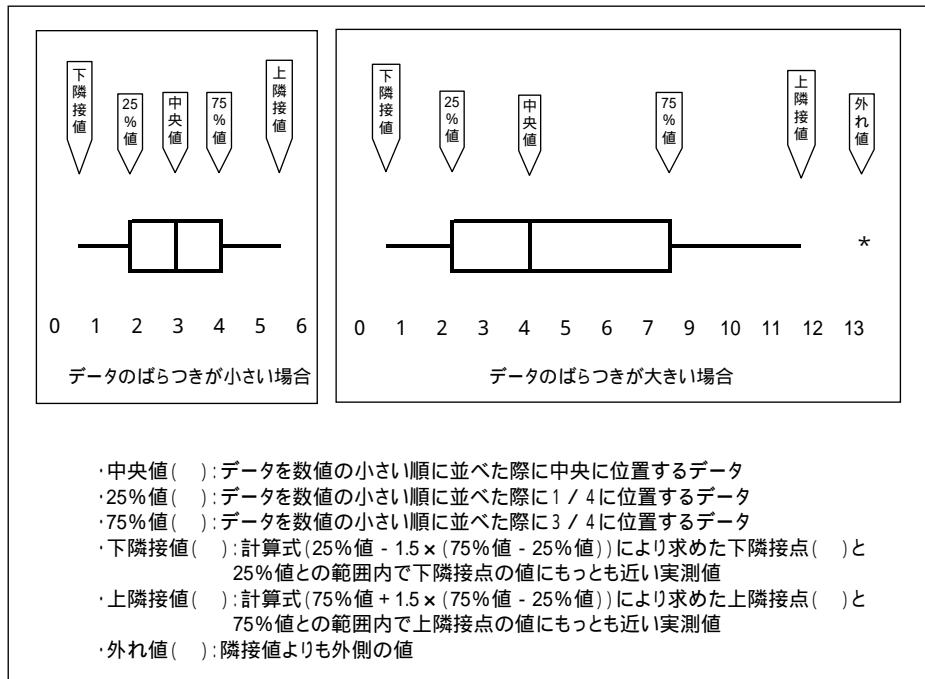 下隣接値
25%値
中央値
75%値
上隣接値
0 1 2 3 4 5 6
データのばらつきが小さい場合
下隣接値
25%値
中央値
75%値
上隣接値
外れ値
*
0 1 2 3 4 5 6 7 9 10 11 12 13
データのばらつきが大きい場合
・中央値( ):データを数値の小さい順に並べた際に中央に位置するデータ
・25%値( ):データを数値の小さい順に並べた際に1/4に位置するデータ
・75%値( ):データを数値の小さい順に並べた際に3/4に位置するデータ
・下隣接値( ):計算式(25%値 - 1.5×(75%値 - 25%値))により求めた下隣接点( )と
25%値との範囲内で下隣接点の値にもっとも近い実測値
・上隣接値( ):計算式(75%値 + 1.5×(75%値 - 25%値))により求めた上隣接点( )と
75%値との範囲内で上隣接点の値にもっとも近い実測値
・外れ値( ):隣接値よりも外側の値